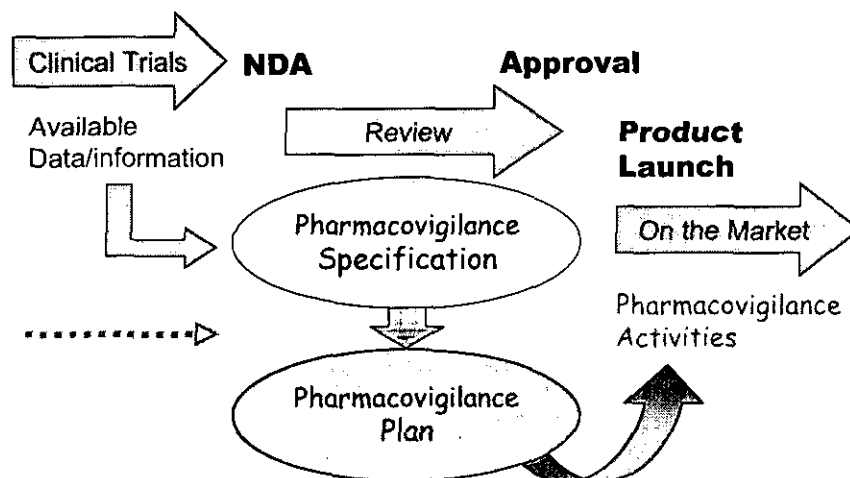 Clinical Trials
NDA
Approval
Available
Data/information
Review
Product
Launch
Pharmacovigilance
Specification
On the Market
Pharmacovigilance
Activities
Pharmacovigilance
Plan